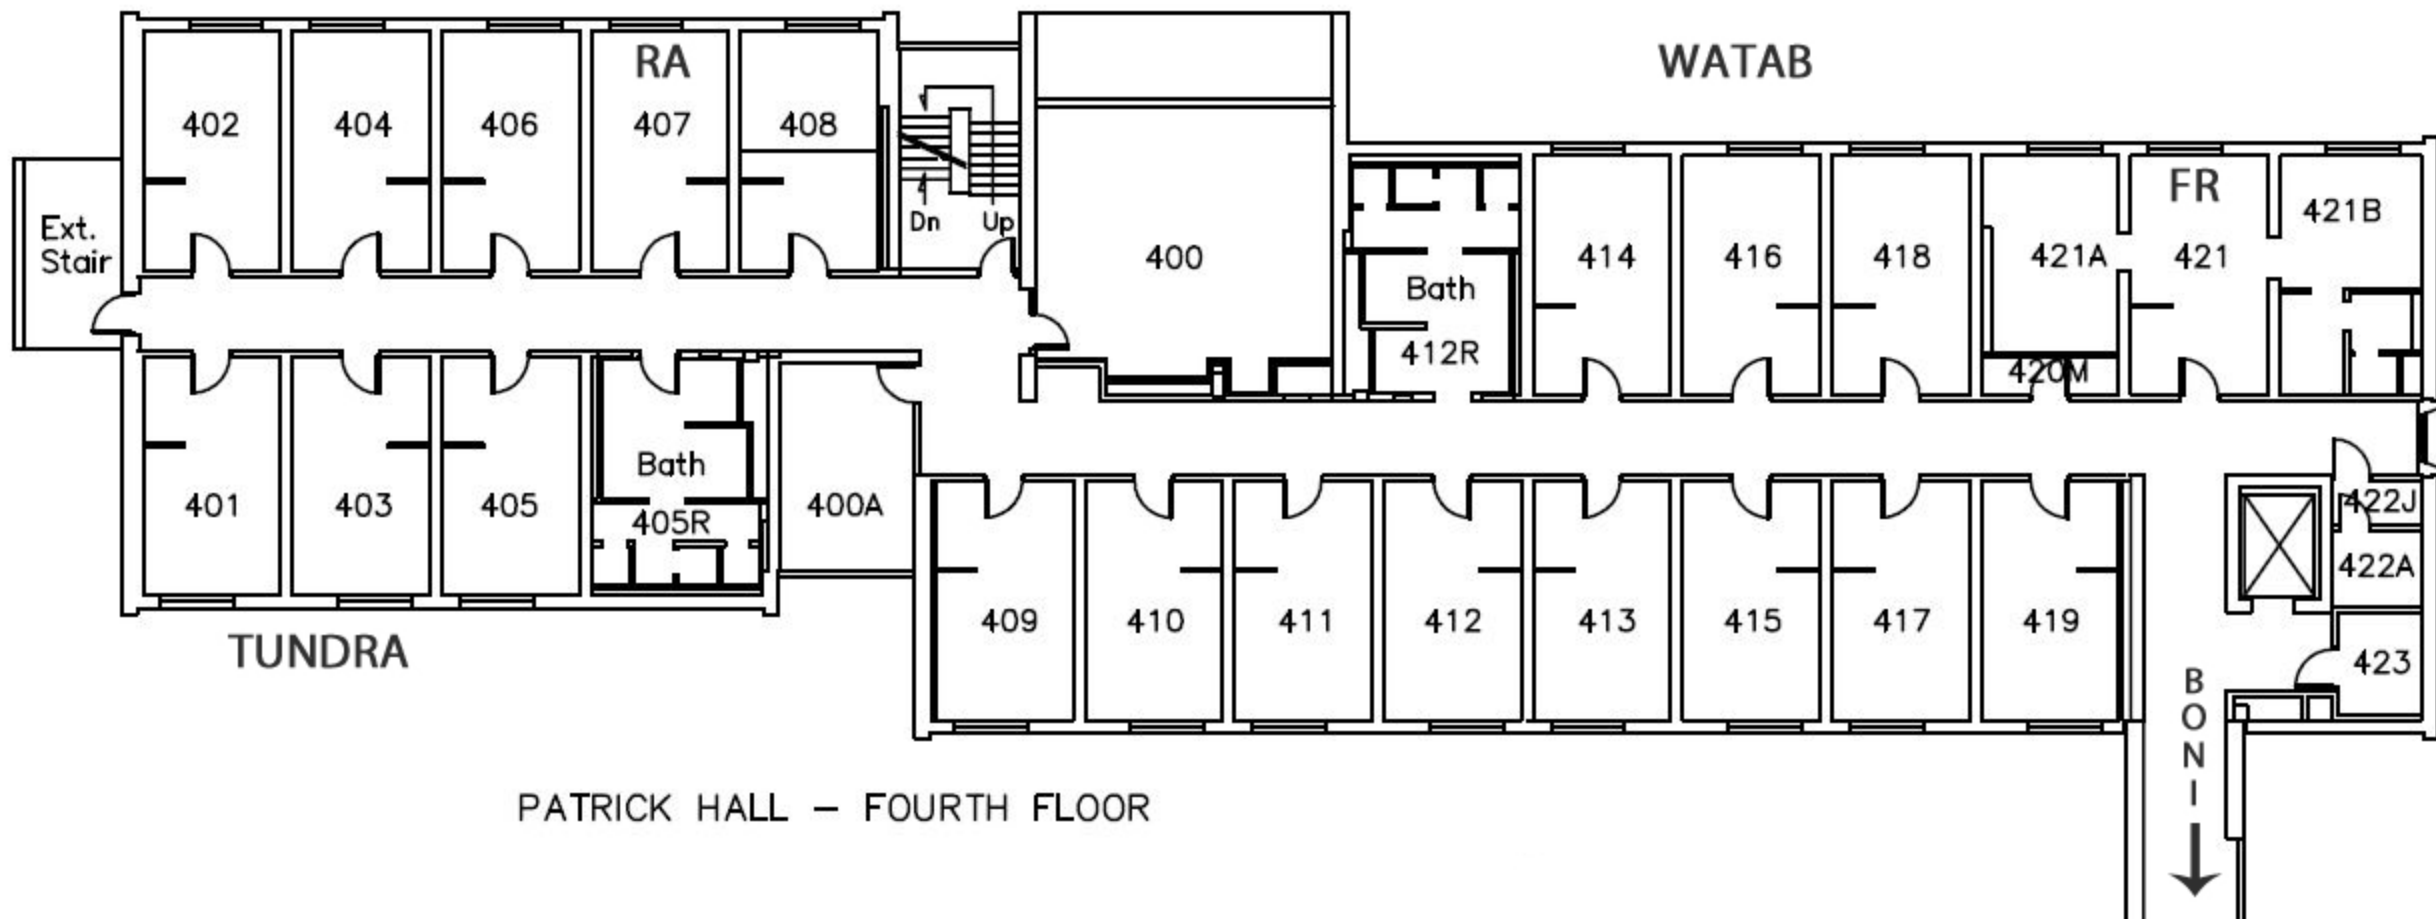 RA
WATAB
402
404
406
407
408
Ext.
Stair
Dn
Up
400
Bath
412R
414
416
418
421A
FR
421
421B
420M
401
403
405
Bath
405R
400A
409
410
411
412
413
415
417
419
422J
422A
423
TUNDRA
BONI
PATRICK HALL – FOURTH FLOOR